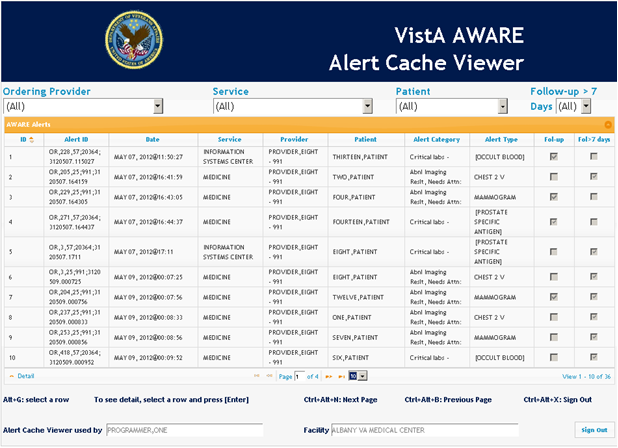 VistA AWARE
Alert Cache Viewer
Ordering Provider Service Patient Follow-up > 7
(All) (All) (All) Days (All)
AWARE Alerts
ID Alert ID Date Service Provider Patient Alert Category Alert Type Fol-up Fol>7 days
1 OR,228,57;20364;3120507.115027 MAY 07, 2012@11:50:27 INFORMATION SYSTEMS CENTER PROVIDER,EIGHT - 991 THIRTEEN,PATIENT Critical labs - [OCCULT BLOOD]
2 OR,205,25;991;3120507.164159 MAY 07, 2012@16:41:59 MEDICINE PROVIDER,EIGHT - 991 TWO,PATIENT Abnl Imaging Reslt, Needs Attn: CHEST 2 V
3 OR,229,25;991;3120507.164305 MAY 07, 2012@16:43:05 MEDICINE PROVIDER,EIGHT - 991 FOUR,PATIENT Abnl Imaging Reslt, Needs Attn: MAMMOGRAM
4 OR,271,57;20364;3120507.164437 MAY 07, 2012@16:44:37 MEDICINE PROVIDER,EIGHT - 991 FOURTEEN,PATIENT Critical labs - [PROSTATE SPECIFIC ANTIGEN]
5 OR,3,57;20364;3120507.1711 MAY 07, 2012@17:11 INFORMATION SYSTEMS CENTER PROVIDER,EIGHT - 991 EIGHT,PATIENT Critical labs - [PROSTATE SPECIFIC ANTIGEN]
6 OR,3,25;991;3120509.000725 MAY 09, 2012@00:07:25 MEDICINE PROVIDER,EIGHT - 991 EIGHT,PATIENT Abnl Imaging Reslt, Needs Attn: CHEST 2 V
7 OR,204,25;991;3120509.000756 MAY 09, 2012@00:07:56 MEDICINE PROVIDER,EIGHT - 991 TWELVE,PATIENT Abnl Imaging Reslt, Needs Attn: MAMMOGRAM
8 OR,237,25;991;3120509.000833 MAY 09, 2012@00:08:33 MEDICINE PROVIDER,EIGHT - 991 ONE,PATIENT Abnl Imaging Reslt, Needs Attn: CHEST 2 V
9 OR,253,25;991;3120509.000856 MAY 09, 2012@00:08:56 MEDICINE PROVIDER,EIGHT - 991 SEVEN,PATIENT Abnl Imaging Reslt, Needs Attn: MAMMOGRAM
10 OR,418,57;20364;3120509.000952 MAY 09, 2012@00:09:52 MEDICINE PROVIDER,EIGHT - 991 SIX,PATIENT Critical labs - [OCCULT BLOOD]
Detail Page 1 of 4 10 View 1 - 10 of 36
Alt+G: select a row To see detail, select a row and press [Enter] Ctrl+Alt+N: Next Page Ctrl+Alt+B: Previous Page Ctrl+Alt+X: Sign Out
Alert Cache Viewer used by PROGRAMMER,ONE Facility ALBANY VA MEDICAL CENTER Sign Out